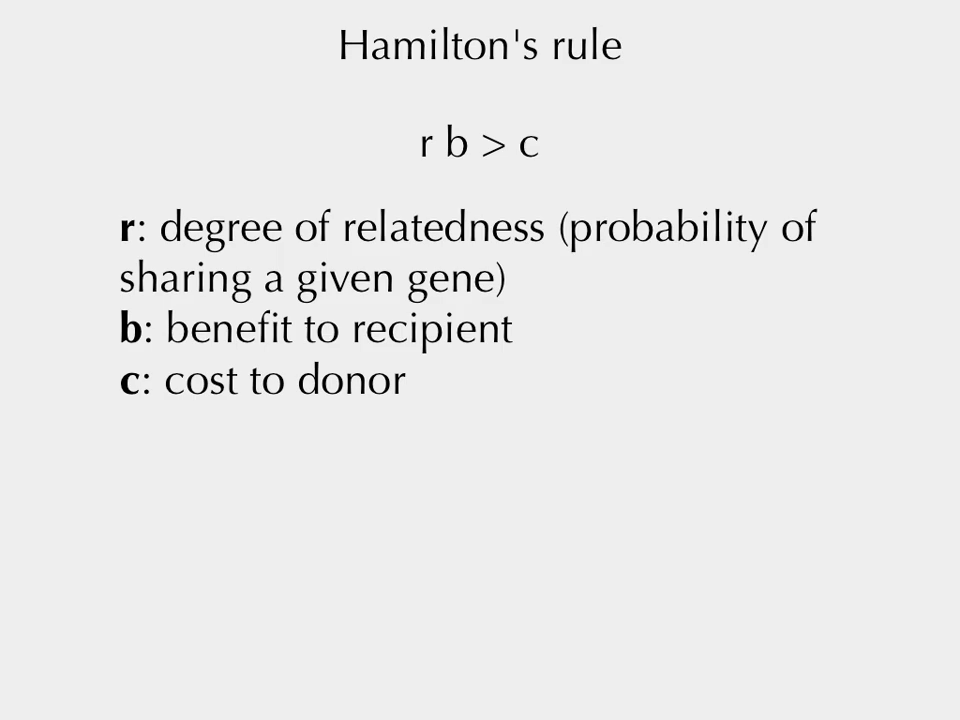 Hamilton's rule
r b > c
r: degree of relatedness (probability of
sharing a given gene)
b: benefit to recipient
c: cost to donor